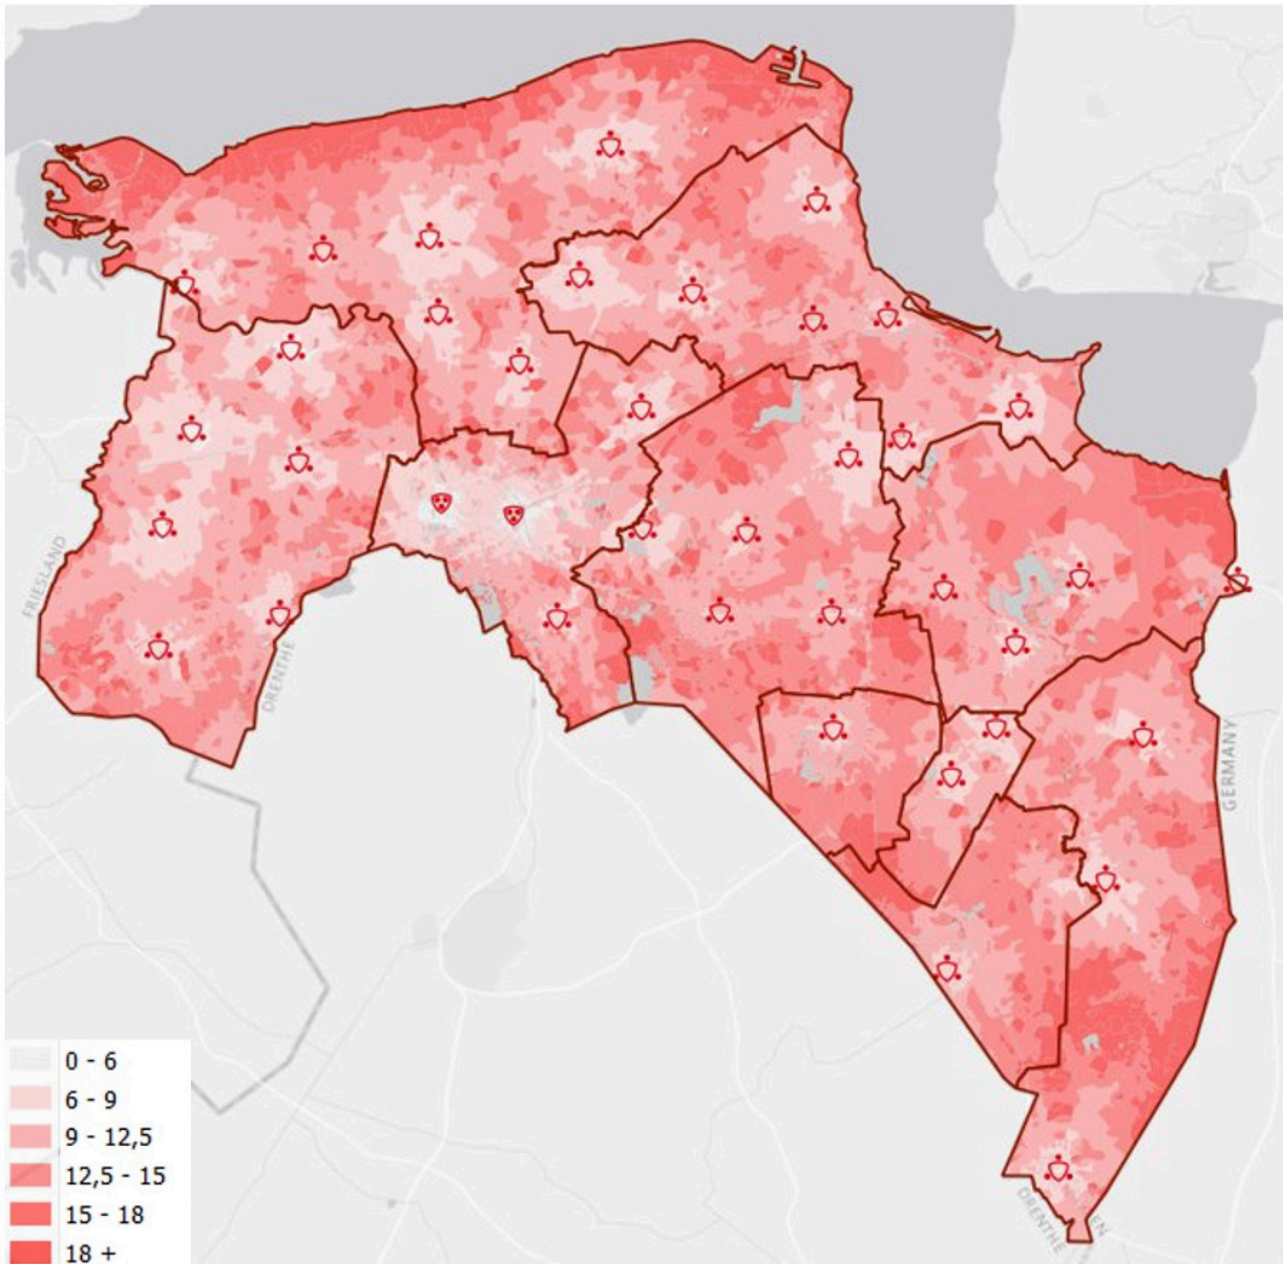 FRIESLAND
DRENTHE
GERMANY
DRENTHE
0 - 6
6 - 9
9 - 12,5
12,5 - 15
15 - 18
18 +